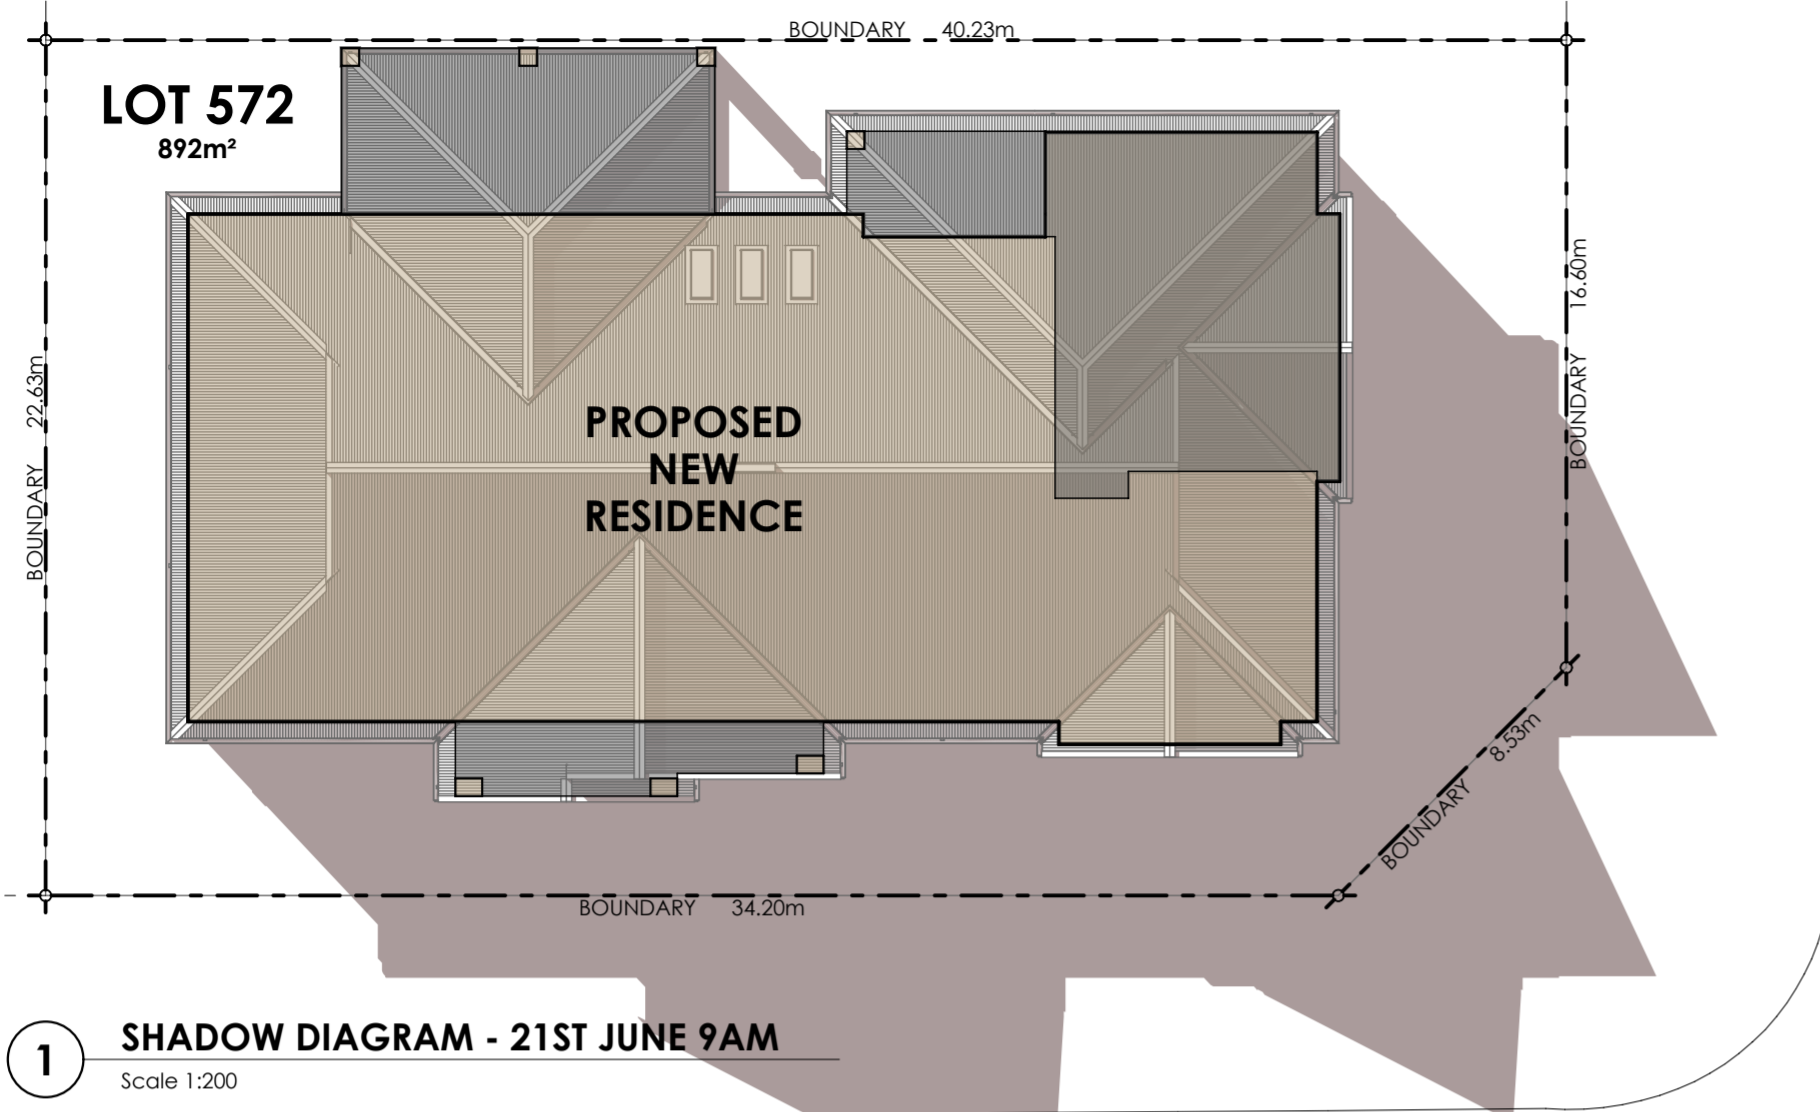 BOUNDARY 40.23m
LOT 572
892m²
BOUNDARY 22.63m
BOUNDARY 16.60m
PROPOSED
NEW
RESIDENCE
BOUNDARY 8.53m
BOUNDARY 34.20m
1
SHADOW DIAGRAM - 21ST JUNE 9AM
Scale 1:200